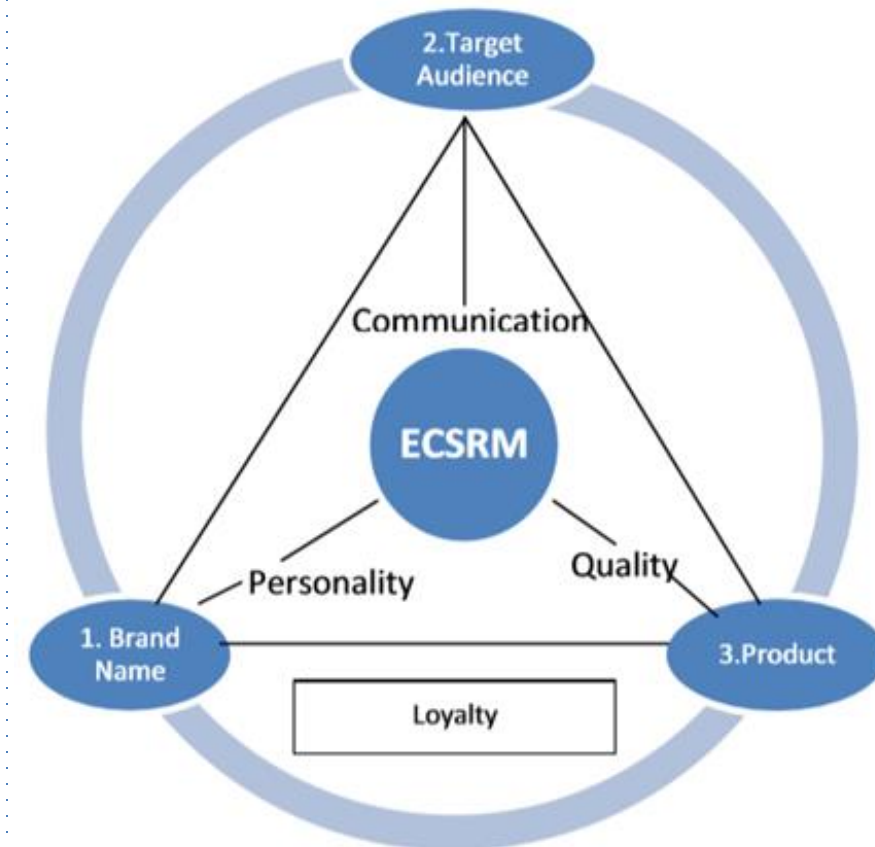 2.Target
Audience
Communication
ECSRM
Personality
Quality
1. Brand
Name
3.Product
Loyalty